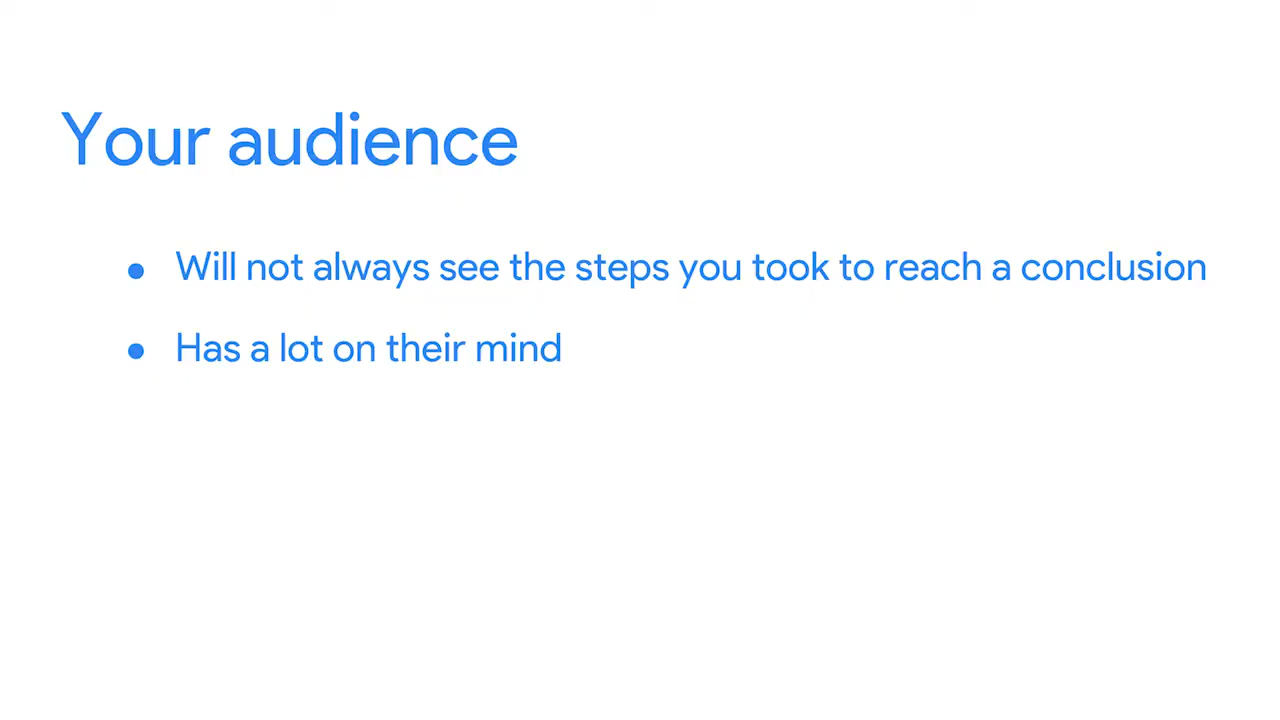 Your audience
● Will not always see the steps you took to reach a conclusion
● Has a lot on their mind